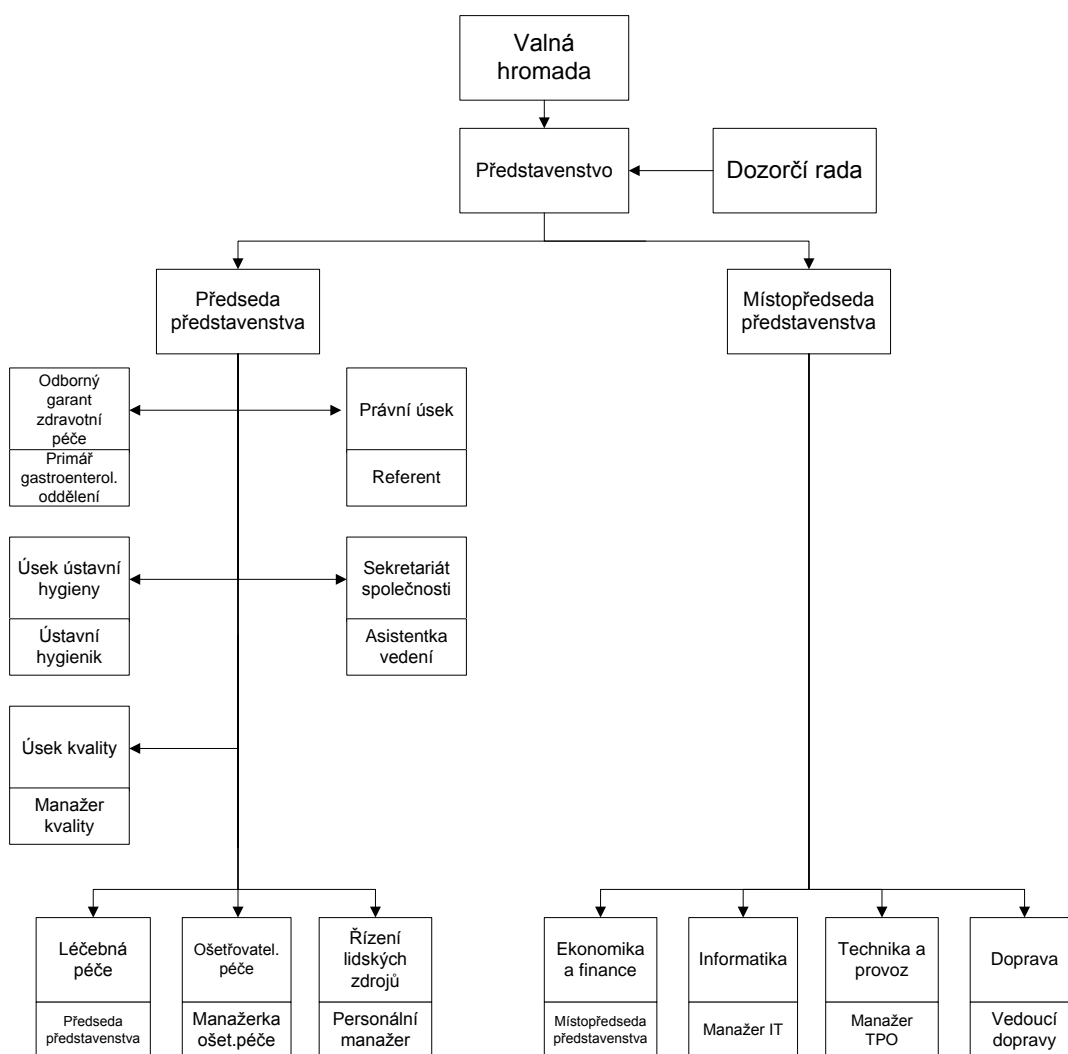 Valná
hromada
Představenstvo
Dozorčí rada
Předseda
představenstva
Místopředseda
představenstva
Odborný
garant
zdravotní
péče
Primář
gastroenterol.
oddělení
Právní úsek
Referent
Úsek ústavní
hygieny
Ústavní
hygienik
Sekretariát
společnosti
Asistentka
vedení
Úsek kvality
Manažer
kvality
Léčebná
péče
Předseda
představenstva
Ošetřovatel.
péče
Manažerka
ošet.péče
Řízení
lidských
zdrojů
Personální
manažer
Ekonomika
a finance
Místopředseda
představenstva
Informatika
Manažer IT
Technika a
provoz
Manažer
TPO
Doprava
Vedoucí
dopravy